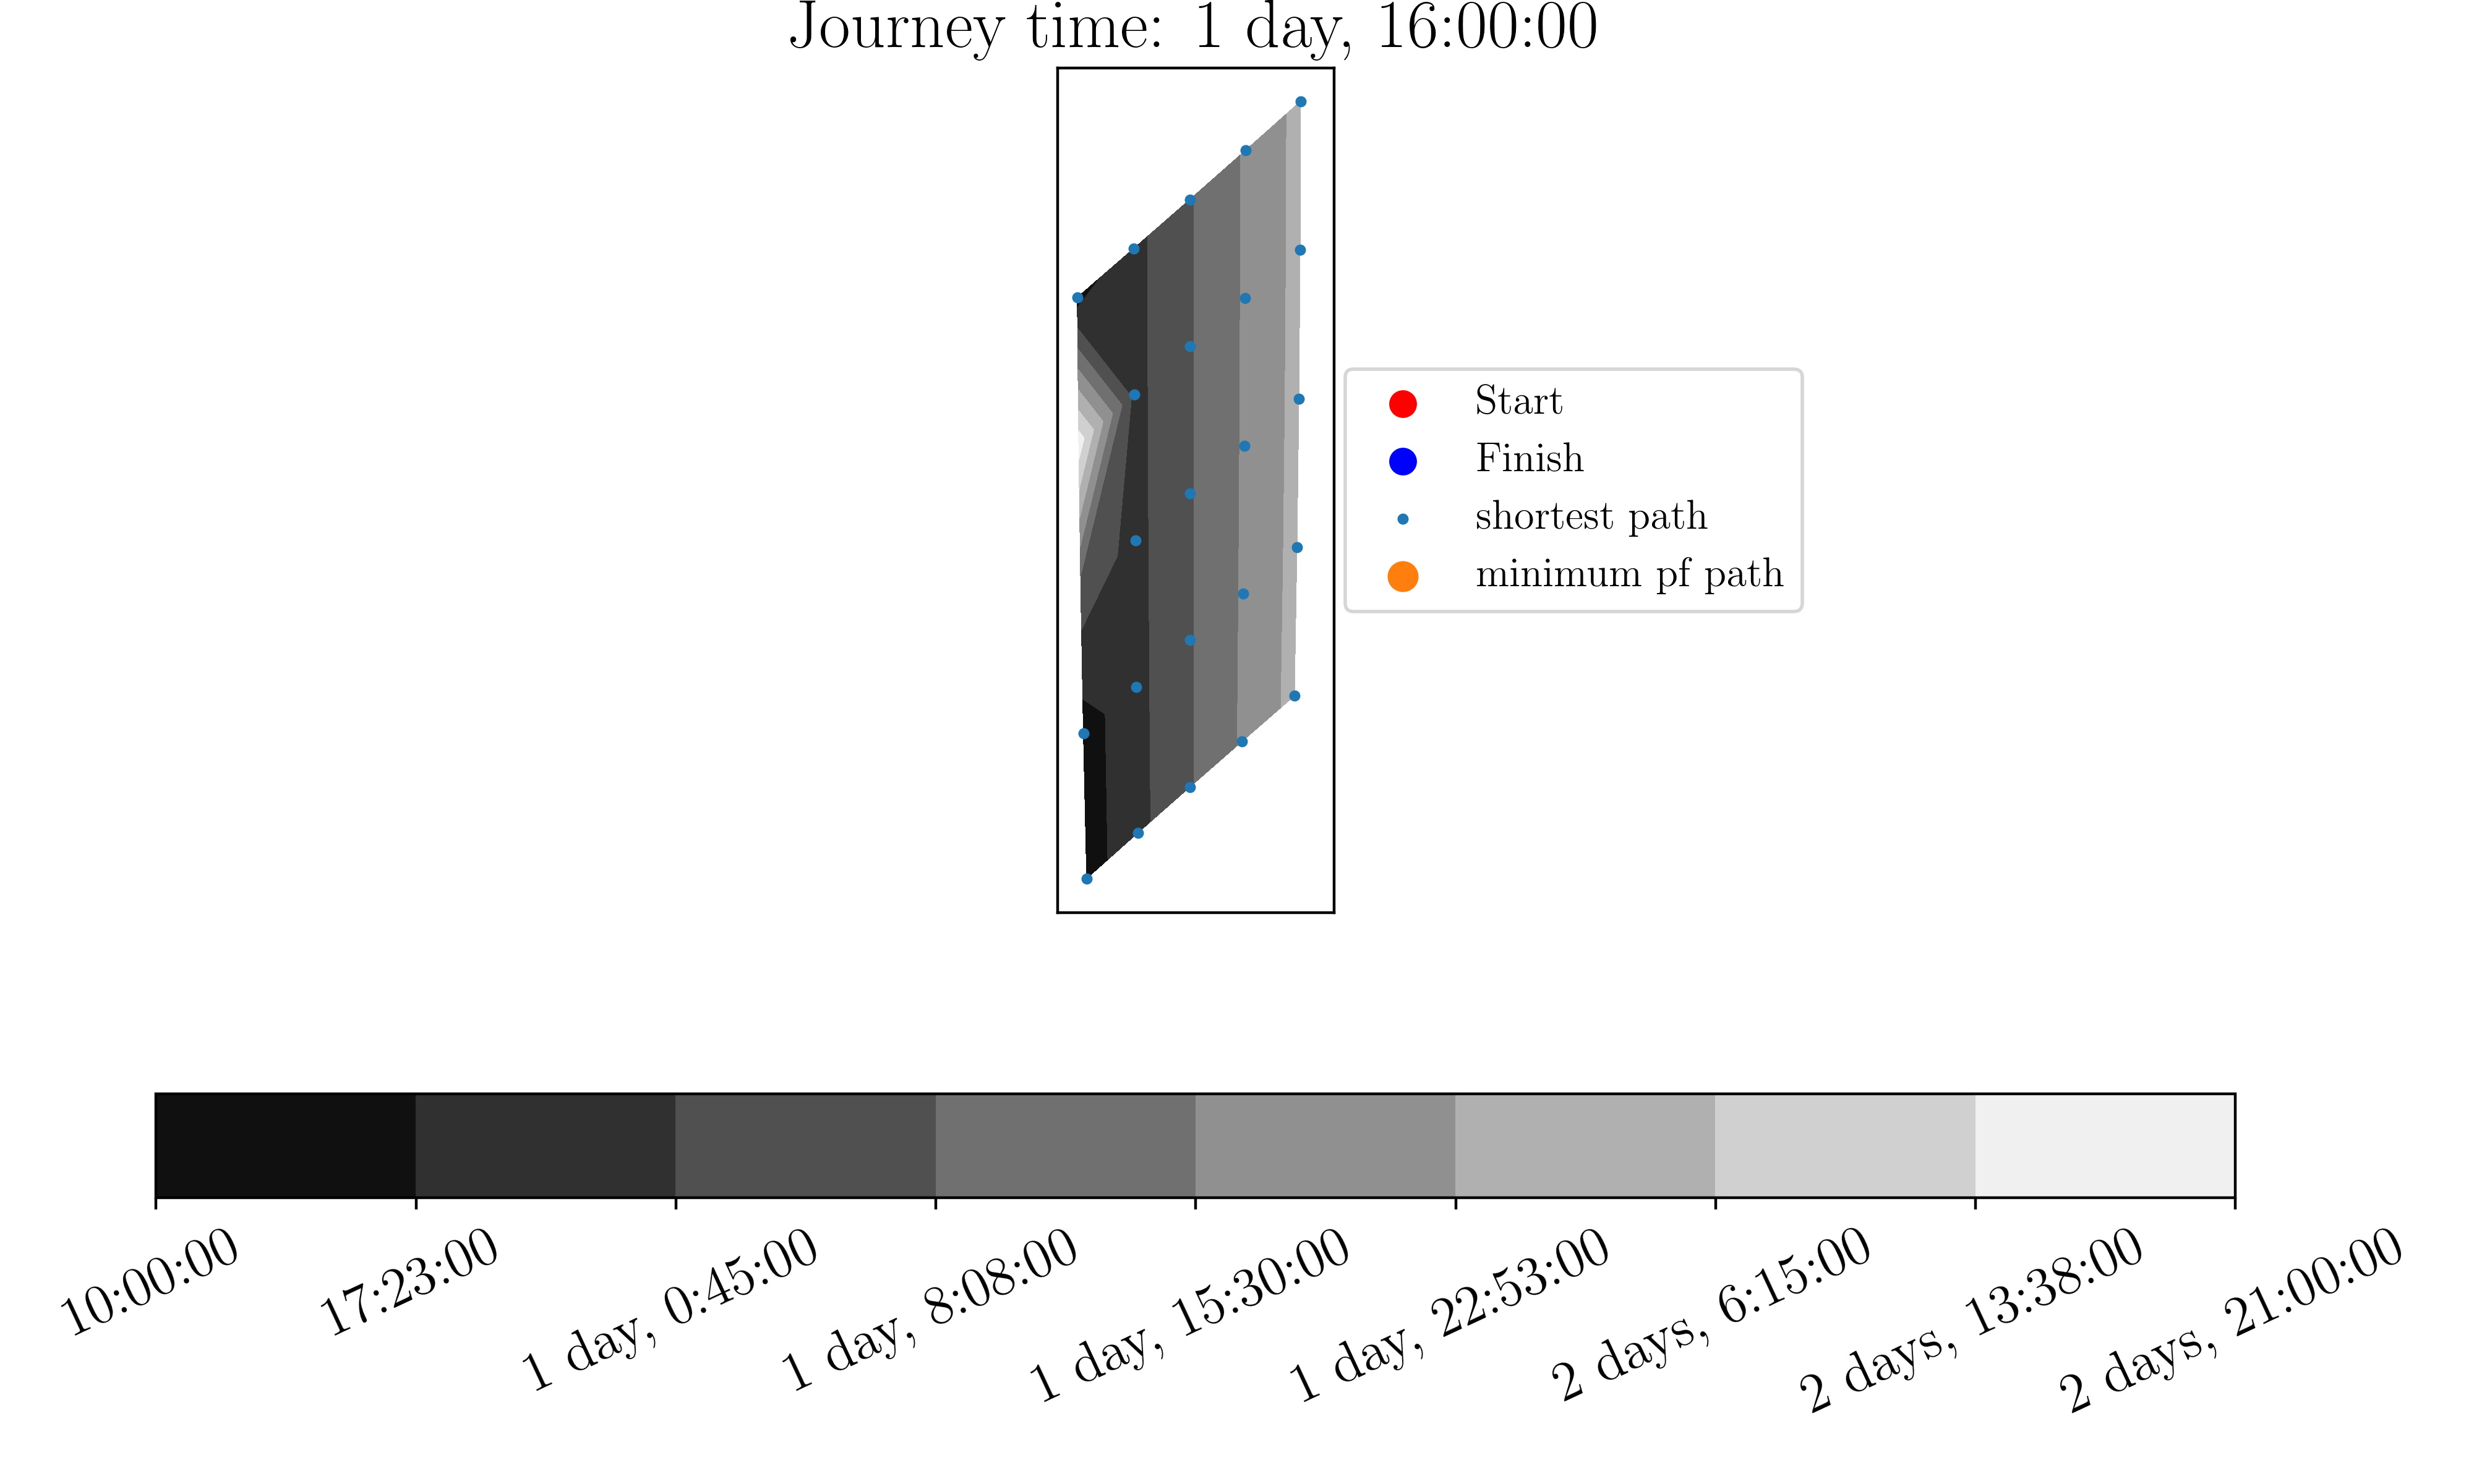 Journey time: 1 day, 16:00:00
Start
Finish
shortest path
minimum pf path
10:00:00
17:23:00
1 day, 0:45:00
1 day, 8:08:00
1 day, 15:30:00
1 day, 22:53:00
2 days, 6:15:00
2 days, 13:38:00
2 days, 21:00:00